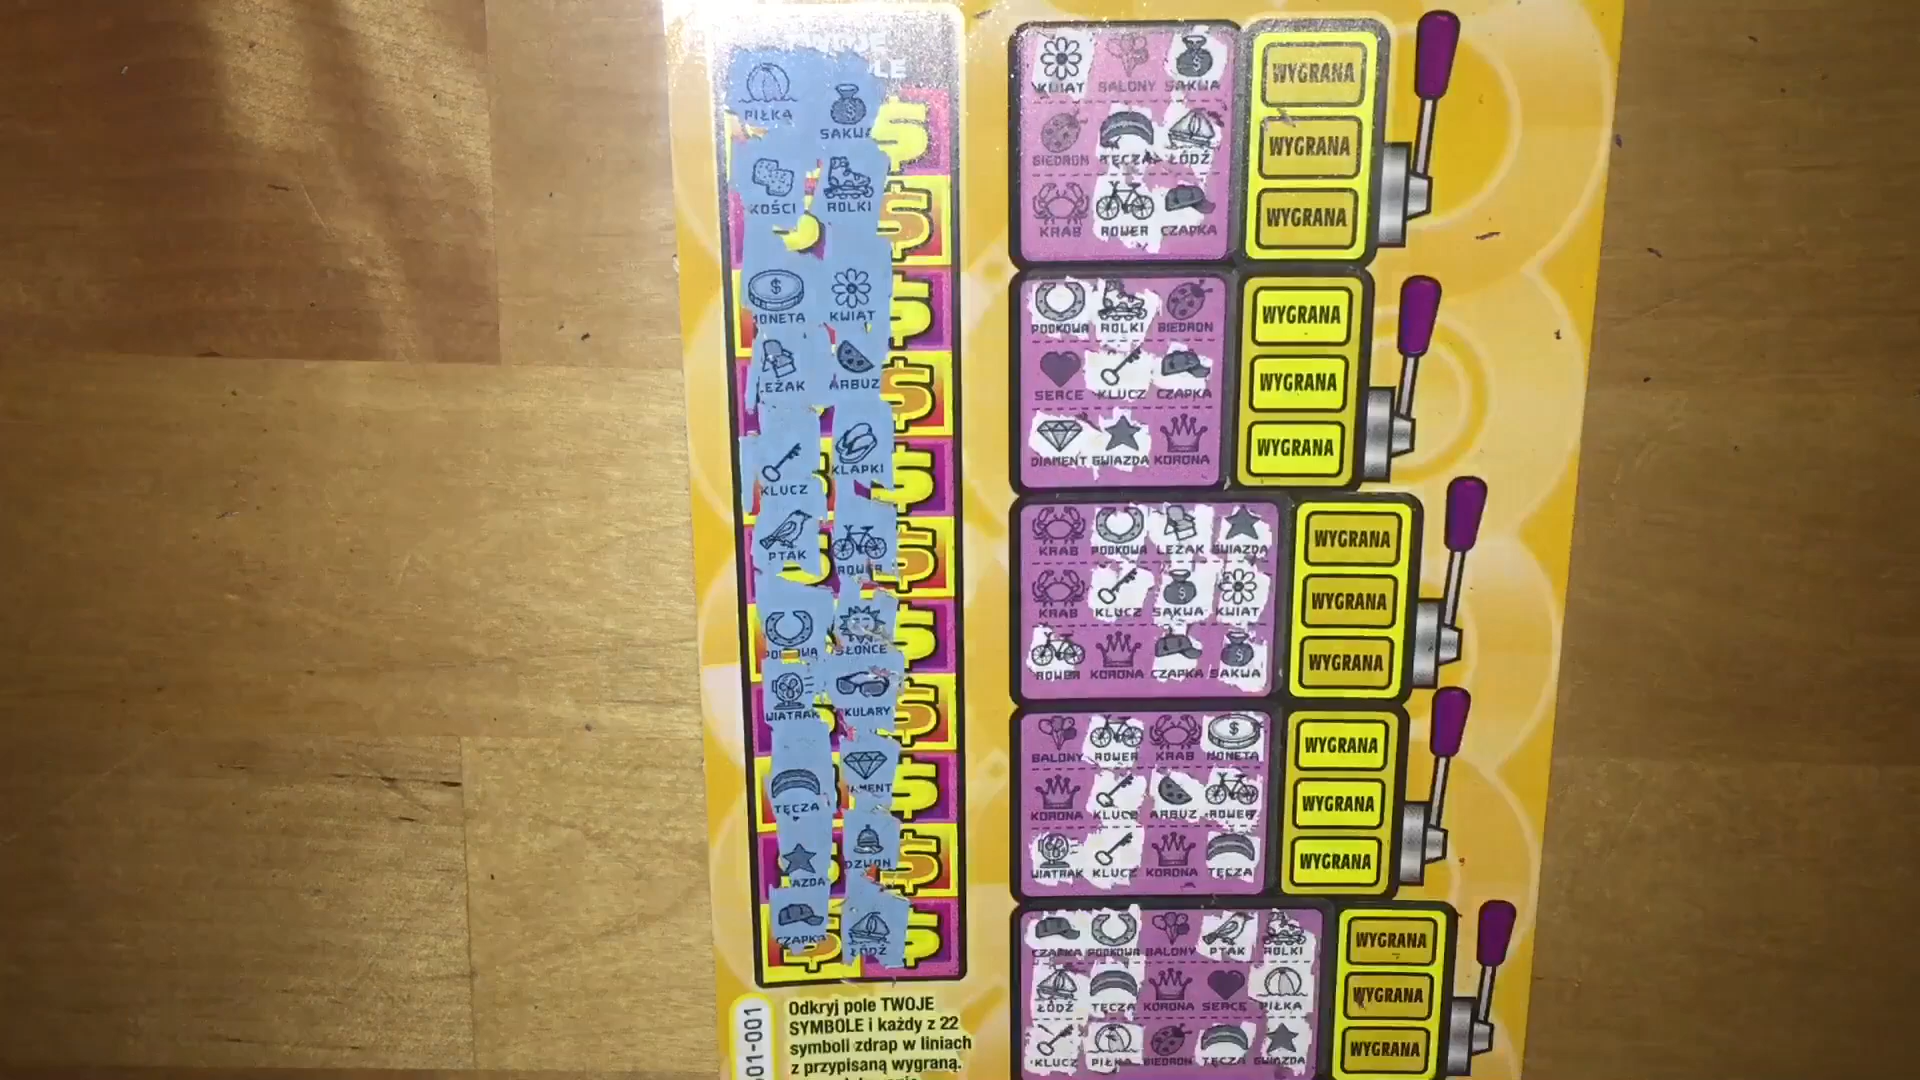 PIŁKA
SAKWA
KOŚCI ROLKI
MONETA KWIAT
LEŻAK ARBUZ
KLAPKI
KLUCZ
PTAK ROWER
SŁOŃCE
WIATRAK
TĘCZA
DZWON
CZAPKA ŁÓDŹ
001-001
Odkryj pole TWOJE
SYMBOLE i każdy z 22
symboli zdrap w liniach
z przypisaną wygraną.
KWIAT BALONY SAKWA
BIEDRON TĘCZA ŁÓDŹ
KRAB ROWER CZAPKA
WYGRANA
WYGRANA
WYGRANA
PODKOWA ROLKI BIEDRON
SERCE KLUCZ CZAPKA
DIAMENT GWIAZDA KORONA
WYGRANA
WYGRANA
WYGRANA
KRAB PODKOWA LEŻAK GWIAZDA
KRAB KLUCZ SAKWA KWIAT
ROWER KORONA CZAPKA SAKWA
WYGRANA
WYGRANA
WYGRANA
BALONY ROWER KRAB MONETA
KORONA KLUCZ ARBUZ ROWER
WIATRAK KLUCZ KORONA TĘCZA
WYGRANA
WYGRANA
WYGRANA
CZAPKA PODKOWA BALONY PTAK ROLKI
ŁÓDŹ TĘCZA KORONA SERCE PIŁKA
KLUCZ PIŁKA BIEDRON TĘCZA GWIAZDA
WYGRANA
WYGRANA
WYGRANA